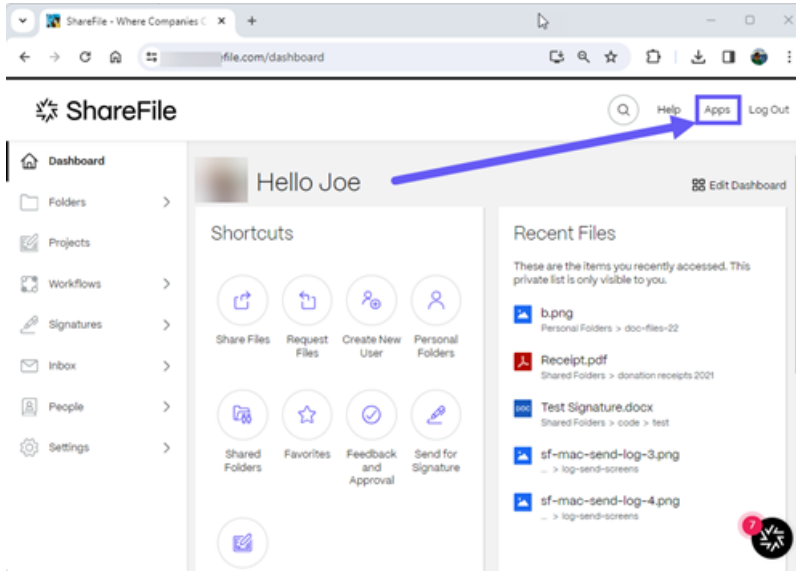 ShareFile - Where Companies C
file.com/dashboard
ShareFile
Help
Apps
Log Out
Dashboard
Folders
Projects
Workflows
Signatures
Inbox
People
Settings
Hello Joe
Edit Dashboard
Shortcuts
Share Files
Request
Files
Create New
User
Personal
Folders
Shared
Folders
Favorites
Feedback
and
Approval
Send for
Signature
Recent Files
These are the items you recently accessed. This
private list is only visible to you.
b.png
Personal Folders > doc-files-22
Receipt.pdf
Shared Folders > donation receipts 2021
DOC
Test Signature.docx
Shared Folders > code > test
sf-mac-send-log-3.png
... > log-send-screens
sf-mac-send-log-4.png
... > log-send-screens
7